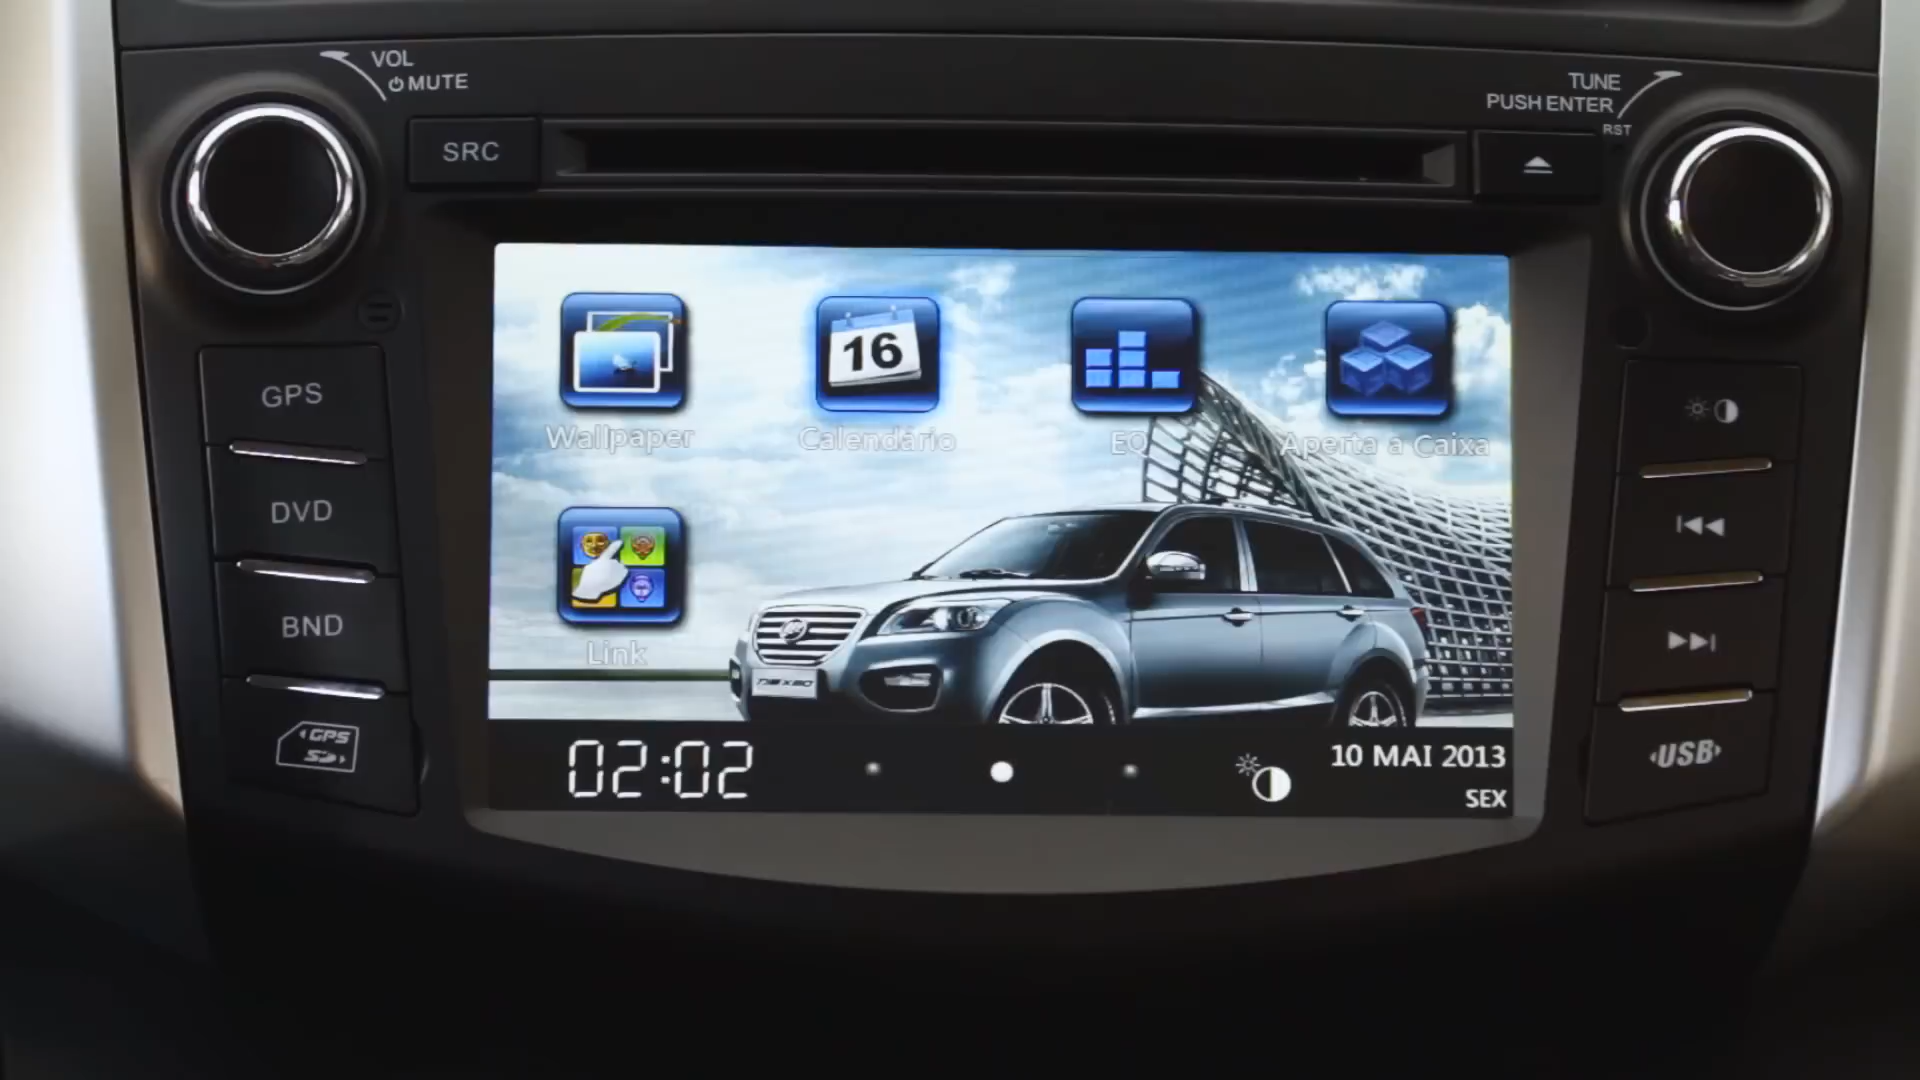 VOL
MUTE
TUNE
PUSH ENTER
RST
SRC
GPS
DVD
BND
GPS
SD
16
Wallpaper
Calendário
EQ
Aperta a Caixa
Link
02:02
10 MAI 2013
SEX
USB